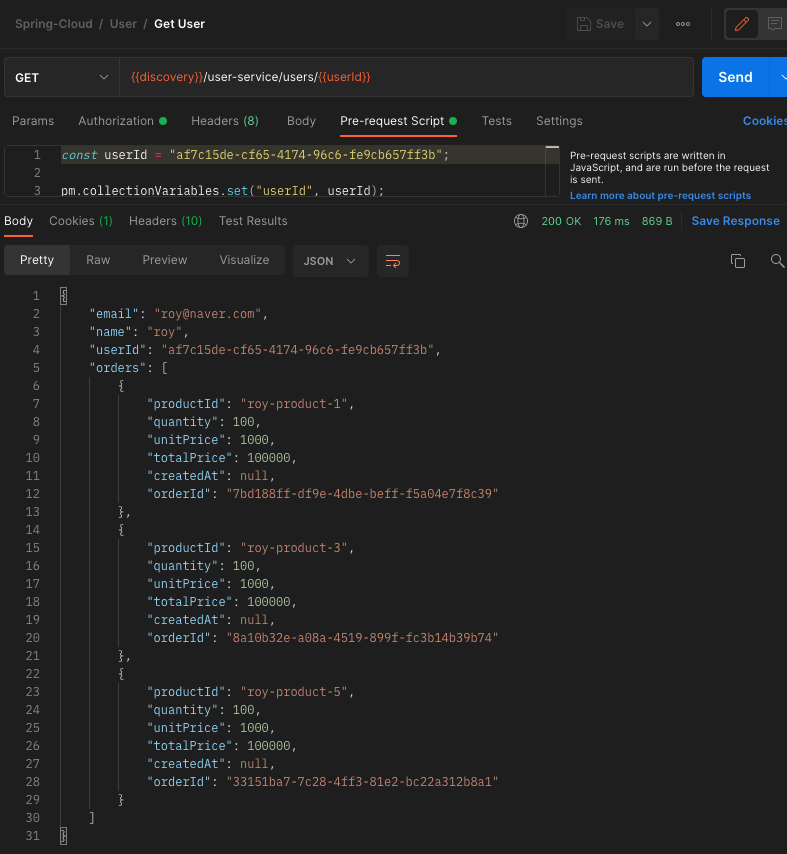 Spring-Cloud / User / Get User
Save
GET
{{discovery}}/user-service/users/{{userId}}
Send
Params Authorization Headers (8) Body Pre-request Script Tests Settings Cookies
1 const userId = "af7c15de-cf65-4174-96c6-fe9cb657ff3b";
2
3 pm.collectionVariables.set("userId", userId);
Pre-request scripts are written in
JavaScript, and are run before the request
is sent.
Learn more about pre-request scripts
Body Cookies (1) Headers (10) Test Results 200 OK 176 ms 869 B Save Response
Pretty Raw Preview Visualize JSON
1 {
2 "email": "roy@naver.com",
3 "name": "roy",
4 "userId": "af7c15de-cf65-4174-96c6-fe9cb657ff3b",
5 "orders": [
6 {
7 "productId": "roy-product-1",
8 "quantity": 100,
9 "unitPrice": 1000,
10 "totalPrice": 100000,
11 "createdAt": null,
12 "orderId": "7bd188ff-df9e-4dbe-beff-f5a04e7f8c39"
13 },
14 {
15 "productId": "roy-product-3",
16 "quantity": 100,
17 "unitPrice": 1000,
18 "totalPrice": 100000,
19 "createdAt": null,
20 "orderId": "8a10b32e-a08a-4519-899f-fc3b14b39b74"
21 },
22 {
23 "productId": "roy-product-5",
24 "quantity": 100,
25 "unitPrice": 1000,
26 "totalPrice": 100000,
27 "createdAt": null,
28 "orderId": "33151ba7-7c28-4ff3-81e2-bc22a312b8a1"
29 }
30 ]
31 }